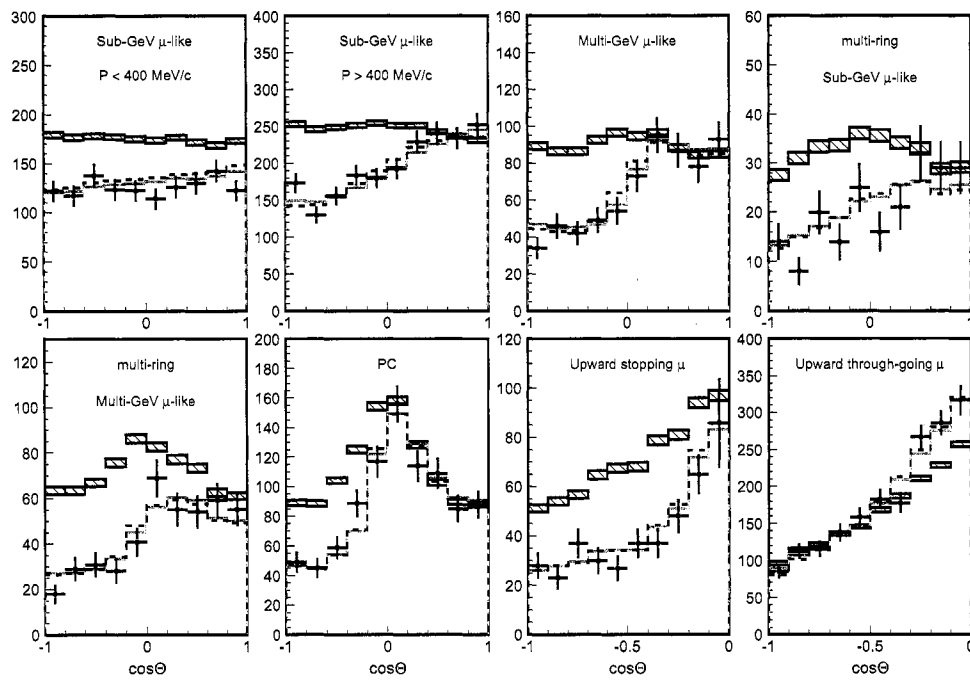 Sub-GeV μ-like
P < 400 MeV/c
300
250
200
150
100
50
0
-1 0 1
Sub-GeV μ-like
P > 400 MeV/c
400
350
300
250
200
150
100
50
0
-1 0 1
Multi-GeV μ-like
160
140
120
100
80
60
40
20
0
-1 0 1
multi-ring
Sub-GeV μ-like
60
50
40
30
20
10
0
-1 0 1
multi-ring
Multi-GeV μ-like
120
100
80
60
40
20
0
-1 0 1
cosΘ
PC
200
180
160
140
120
100
80
60
40
20
0
-1 0 1
cosΘ
Upward stopping μ
120
100
80
60
40
20
0
-1 -0.5 0
cosΘ
Upward through-going μ
400
350
300
250
200
150
100
50
0
-1 -0.5 0
cosΘ